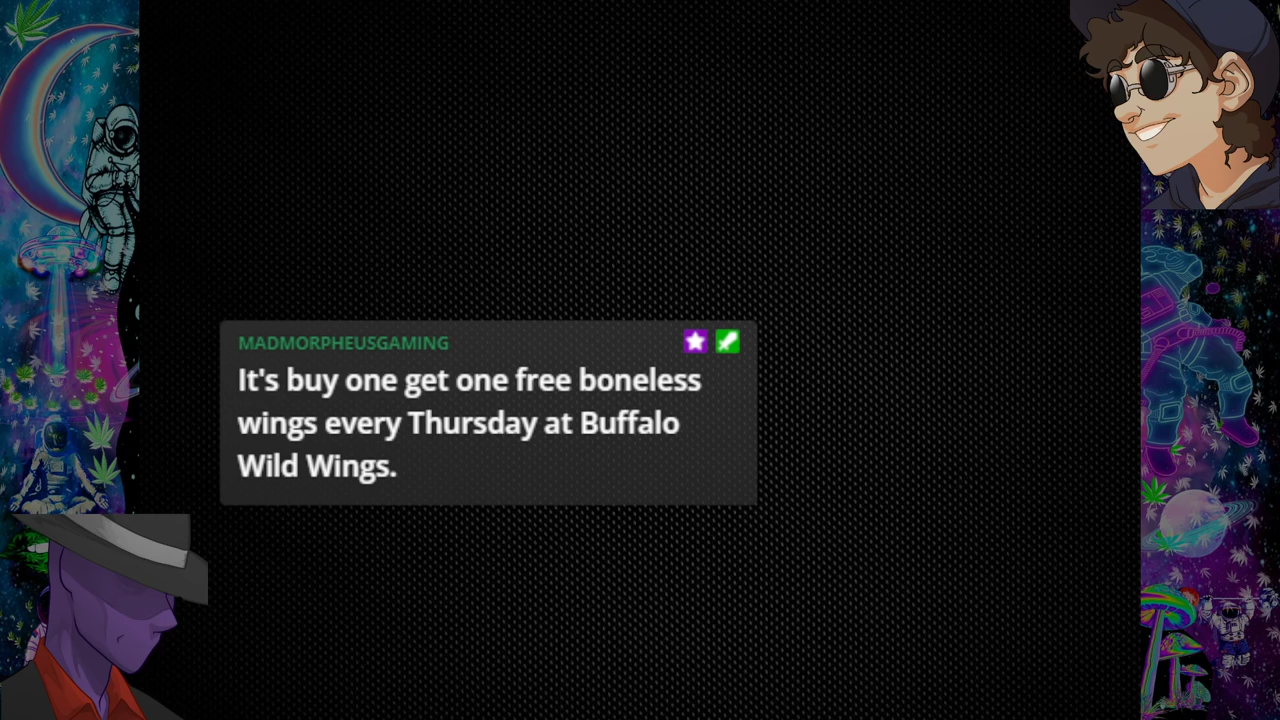 MADMORPHEUSGAMING
It's buy one get one free boneless
wings every Thursday at Buffalo
Wild Wings.